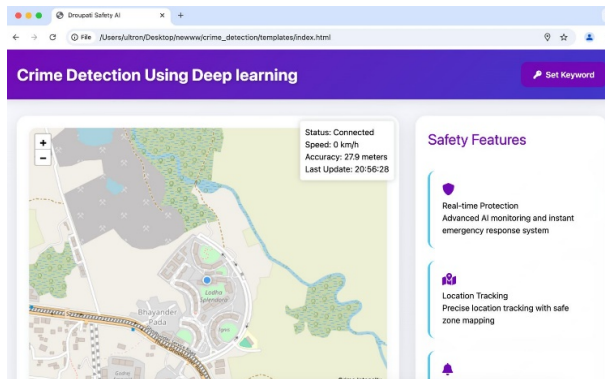 Droupati Safety AI
File /Users/ultron/Desktop/newww/crime_detection/templates/index.html
Crime Detection Using Deep learning
Set Keyword
+
−
Status: Connected
Speed: 0 km/h
Accuracy: 27.9 meters
Last Update: 20:56:28
Lodha
Splendora
Bhayander
Pada
Safety Features
Real-time Protection
Advanced AI monitoring and instant
emergency response system
Location Tracking
Precise location tracking with safe
zone mapping